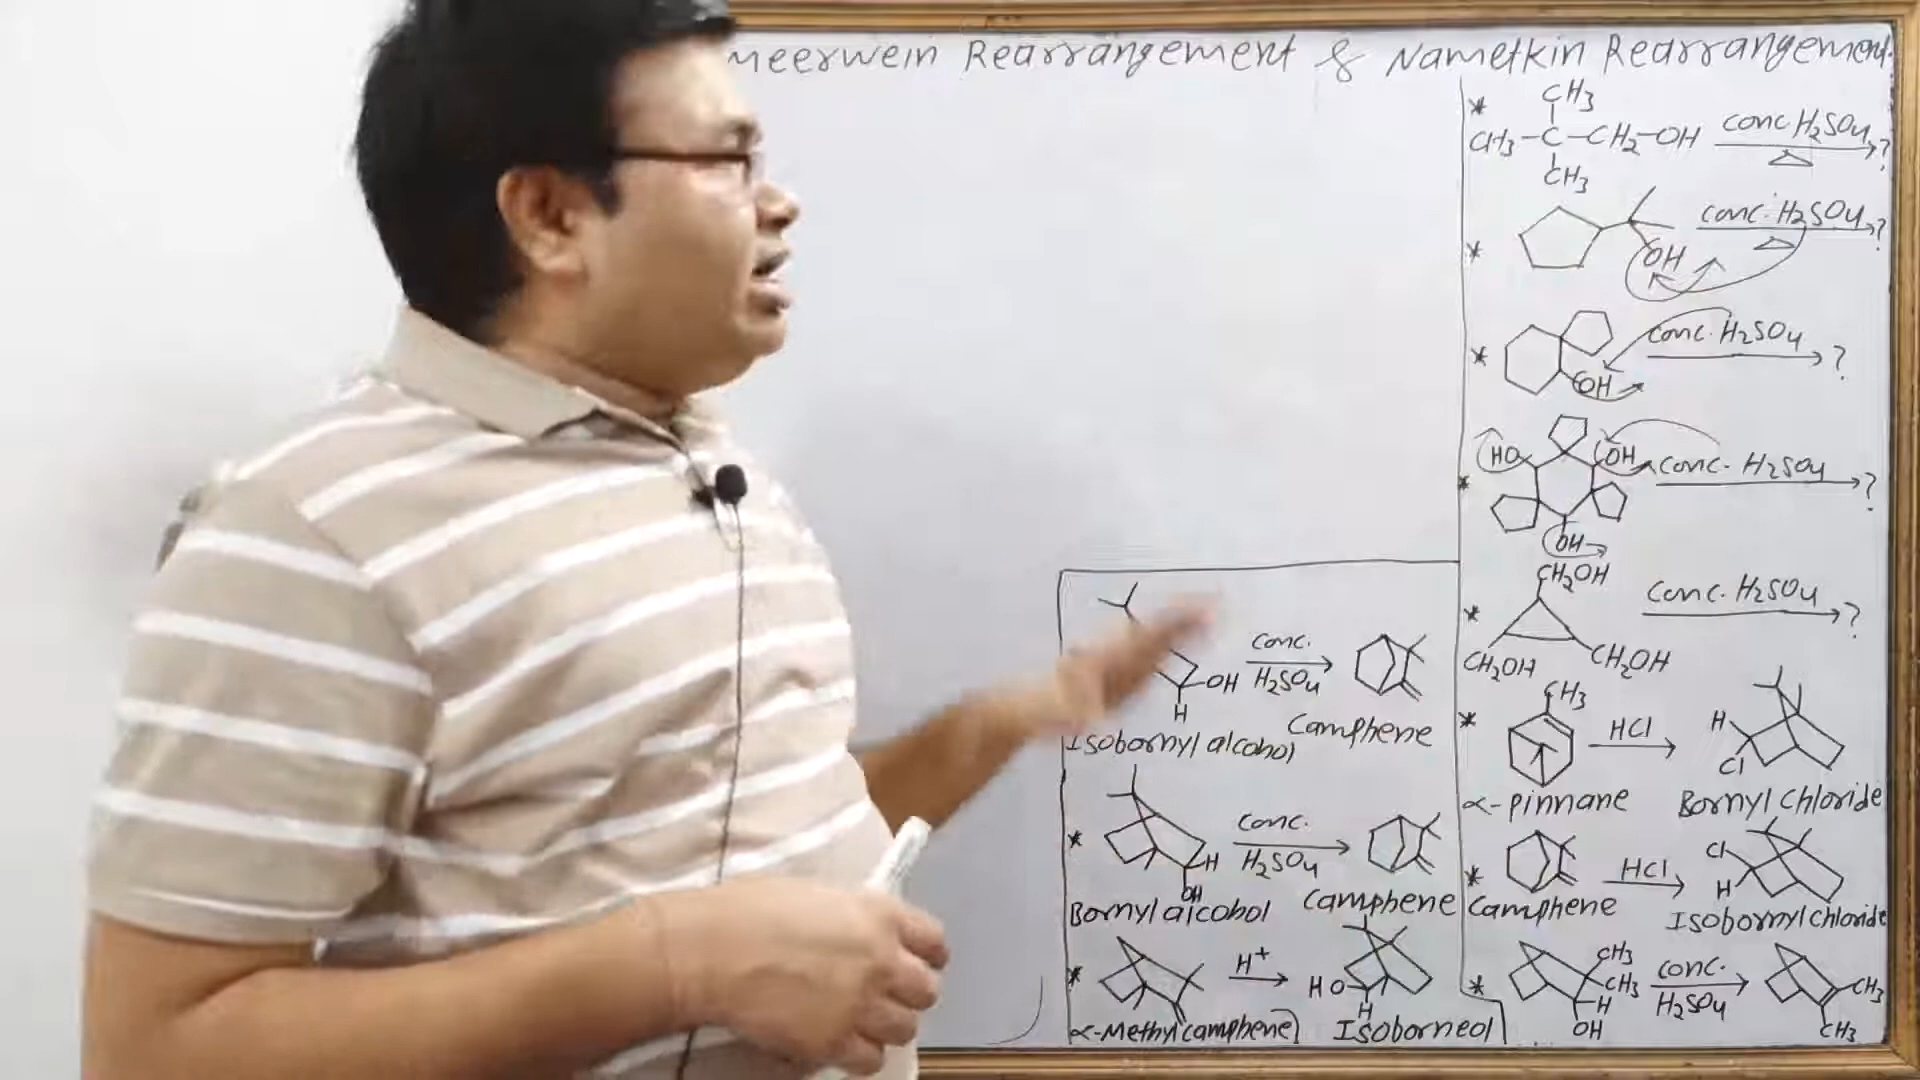 meerwein Rearrangement & Nametkin Rearrangement.
* CH3
CH3-C-CH2-OH conc. H2SO4 ?
CH3 △
* OH conc. H2SO4 ?
△
* OH conc. H2SO4 ?
* HO OH conc. H2SO4 ?
OH
* CH2OH conc. H2SO4 ?
CH2OH CH2OH
* CH3 HCl H Cl
α-pinnane Bornyl chloride
* HCl Cl H
Camphene Isobornyl chloride
* CH3 CH3 H OH conc. H2SO4 CH3 CH3
OH H conc. H2SO4
Isobornyl alcohol Camphene
* H OH conc. H2SO4
Bornyl alcohol Camphene
* H+ HO H
α-Methyl camphene Isoborneol